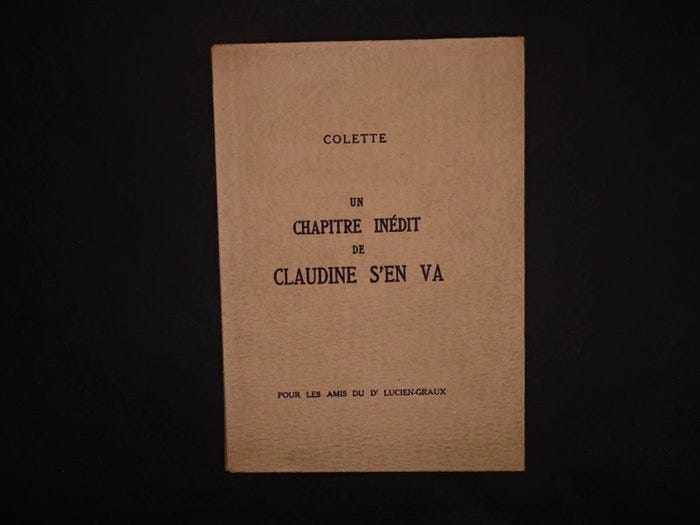 COLETTE
UN
CHAPITRE INÉDIT
DE
CLAUDINE S'EN VA
POUR LES AMIS DU Dr LUCIEN-GRAUX